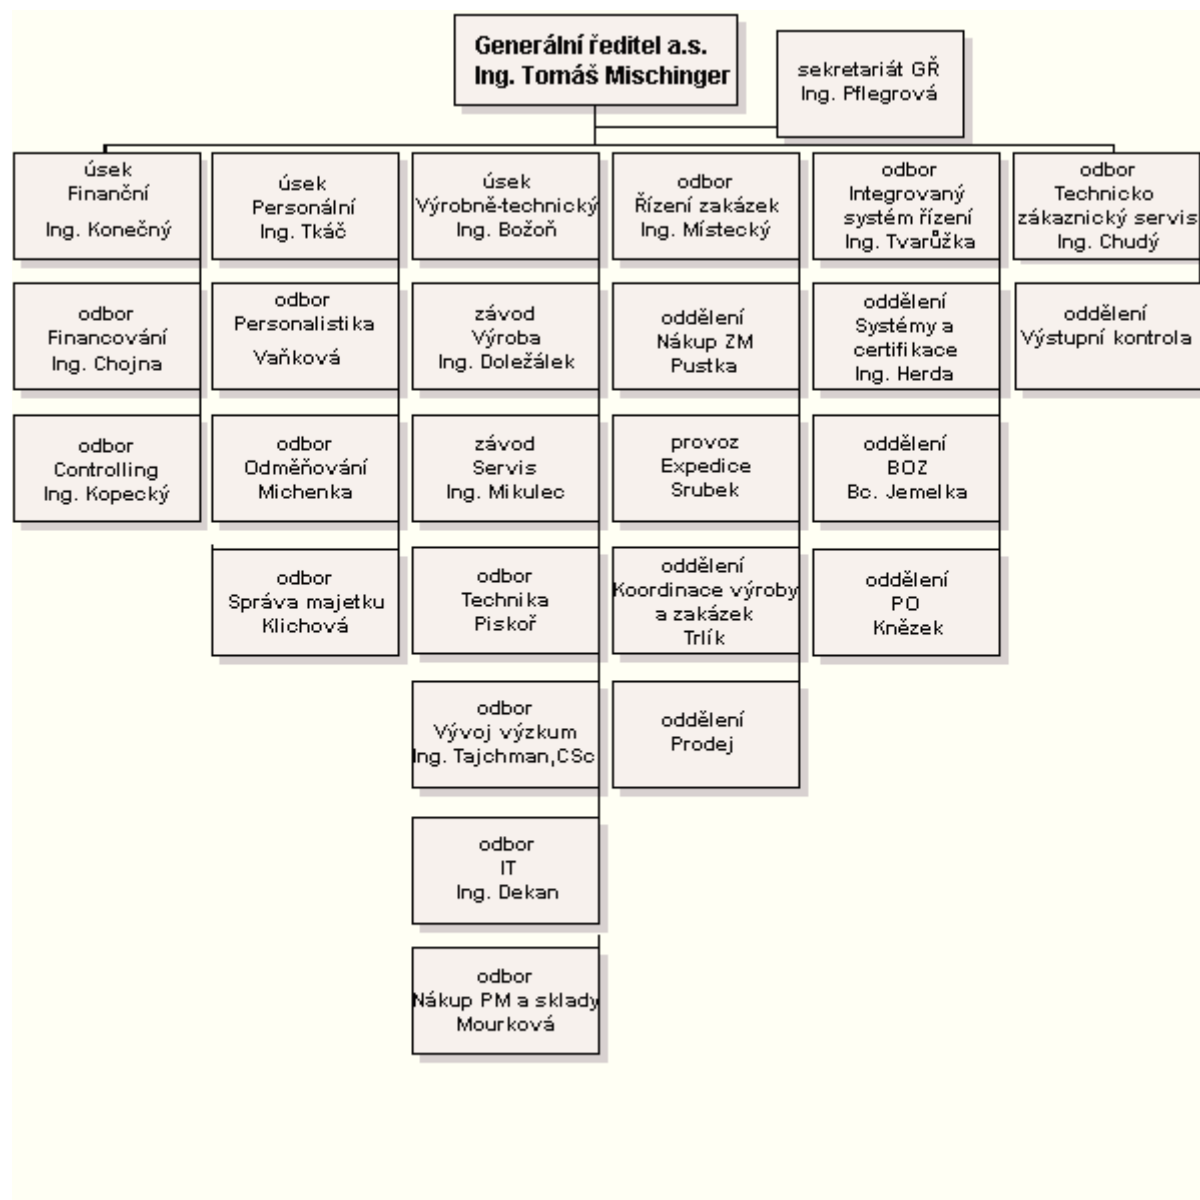 Generální ředitel a.s.
Ing. Tomáš Mischinger
sekretariát GŘ
Ing. Pflegrová
úsek
Finanční
Ing. Konečný
úsek
Personální
Ing. Tkáč
úsek
Výrobně-technický
Ing. Božoň
odbor
Řízení zakázek
Ing. Místecký
odbor
Integrovaný
systém řízení
Ing. Tvarůžka
odbor
Technicko
zákaznický servis
Ing. Chudý
odbor
Financování
Ing. Chojna
odbor
Personalistika
Vaňková
závod
Výroba
Ing. Doležálek
oddělení
Nákup ZM
Pustka
oddělení
Systémy a
certifikace
Ing. Herda
oddělení
Výstupní kontrola
odbor
Controlling
Ing. Kopecký
odbor
Odměňování
Michenka
závod
Servis
Ing. Mikulec
provoz
Expedice
Srubek
oddělení
BOZ
Bc. Jemelka
odbor
Správa majetku
Klichová
odbor
Technika
Piskoř
oddělení
Koordinace výroby
a zakázek
Trlík
oddělení
PO
Knězek
odbor
Vývoj výzkum
Ing. Tajchman,CSc
oddělení
Prodej
odbor
IT
Ing. Dekan
odbor
Nákup PM a sklady
Mourková